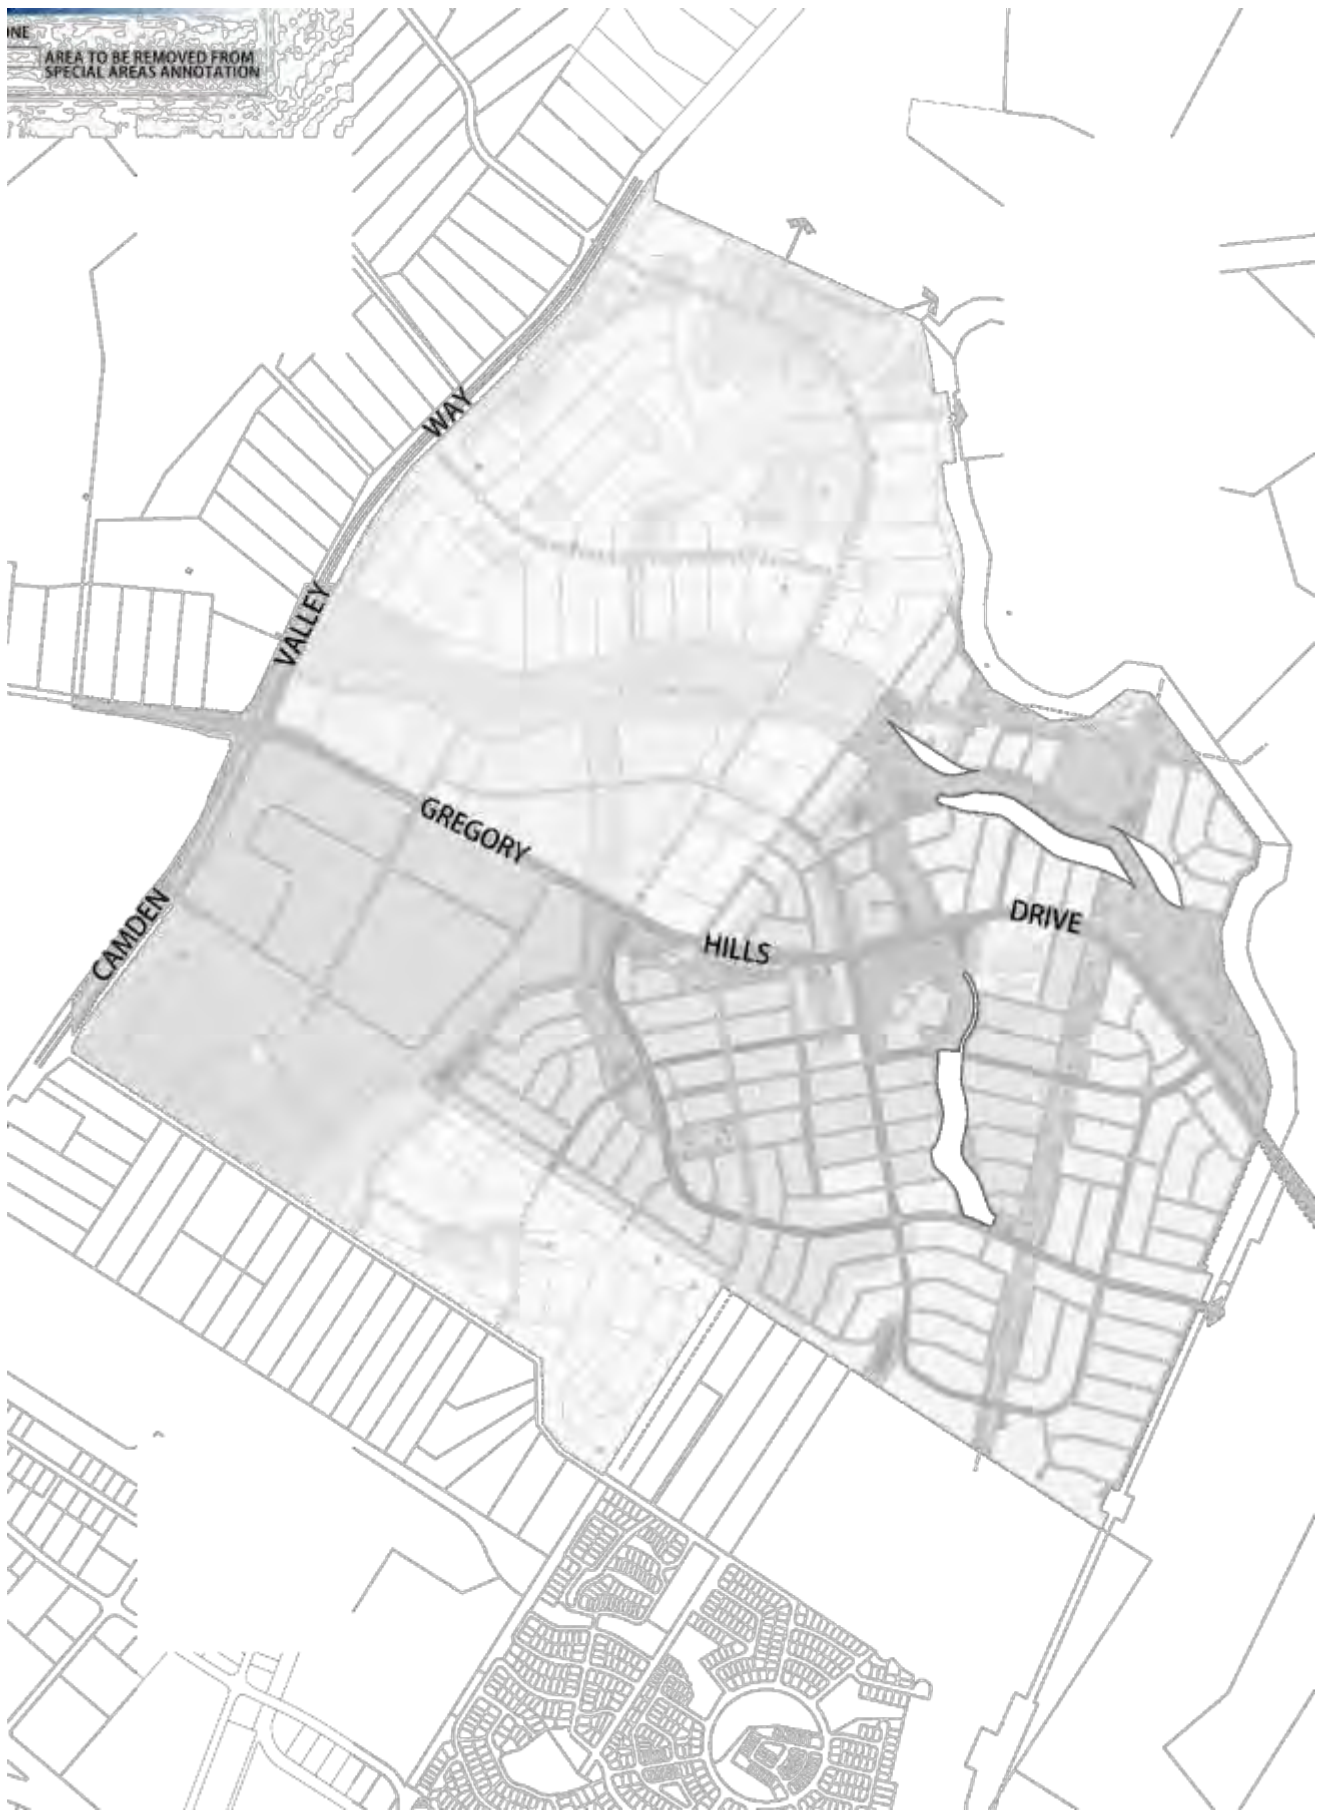 AREA TO BE REMOVED FROM
SPECIAL AREAS ANNOTATION
WAY
VALLEY
CAMDEN
GREGORY
HILLS
DRIVE